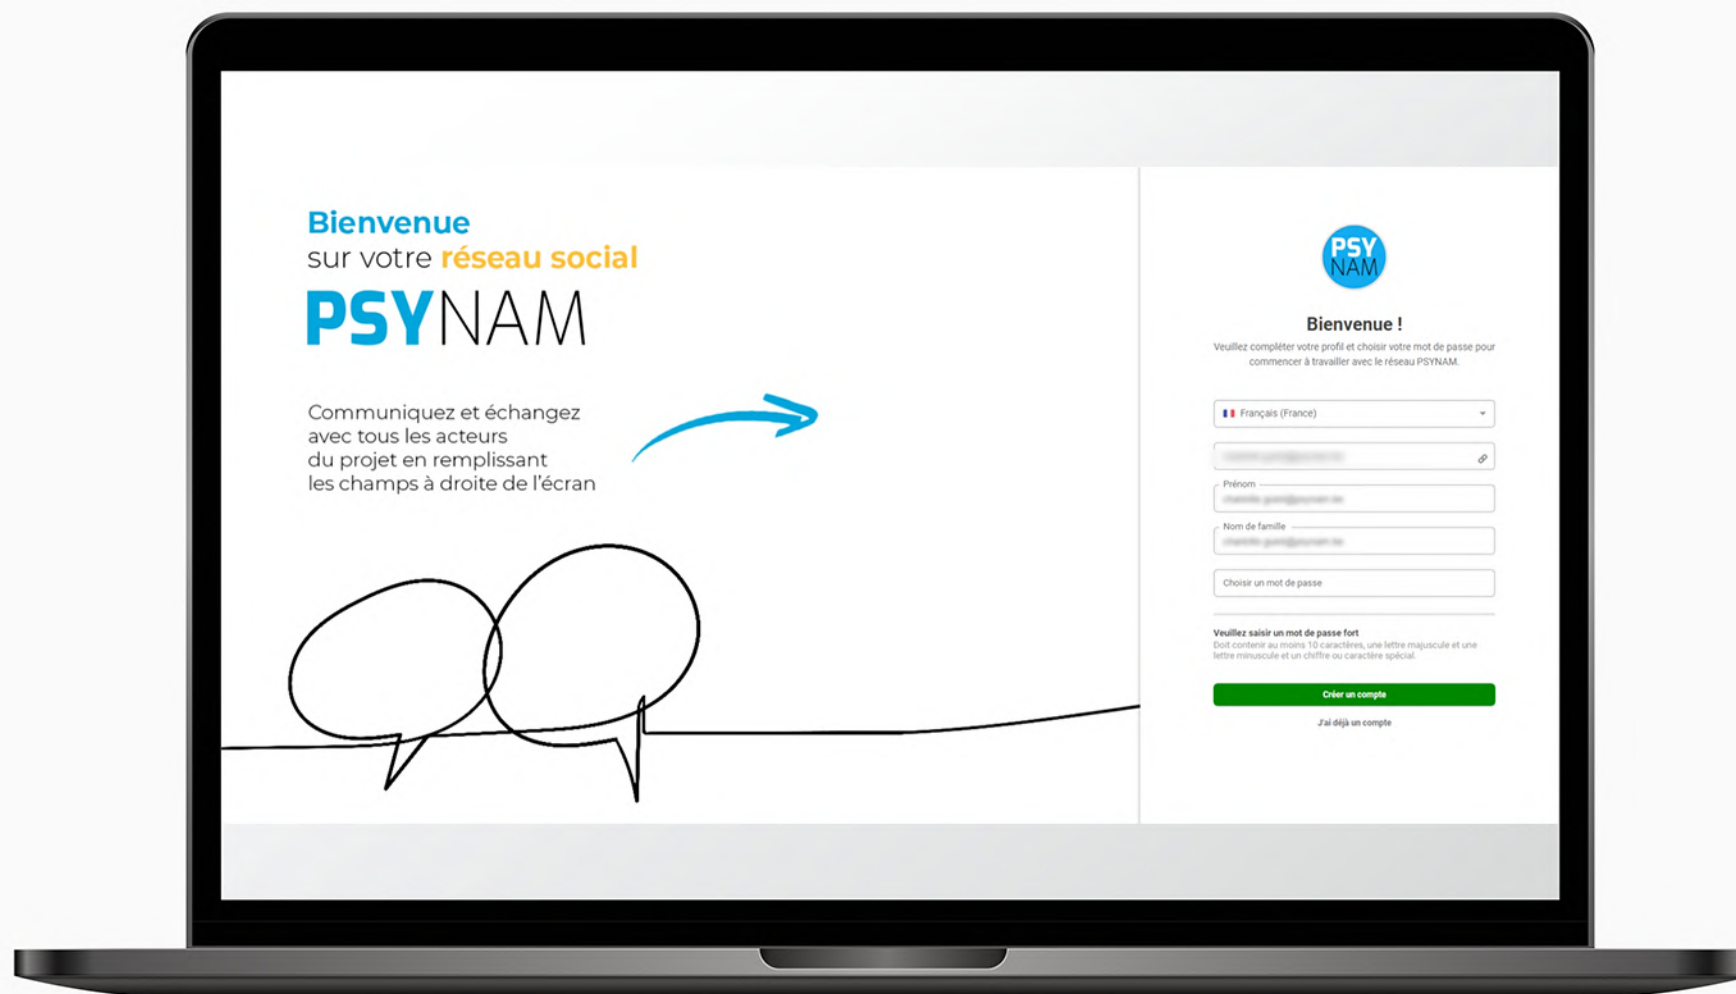 Bienvenue
sur votre réseau social
PSYNAM
Communiquez et échangez
avec tous les acteurs
du projet en remplissant
les champs à droite de l'écran
PSY
NAM
Bienvenue !
Veuillez compléter votre profil et choisir votre mot de passe pour
commencer à travailler avec le réseau PSYNAM.
Français (France)
Prénom
Nom de famille
Choisir un mot de passe
Veuillez saisir un mot de passe fort
Doit contenir au moins 10 caractères, une lettre majuscule et une
lettre minuscule et un chiffre ou caractère spécial.
Créer un compte
J'ai déjà un compte